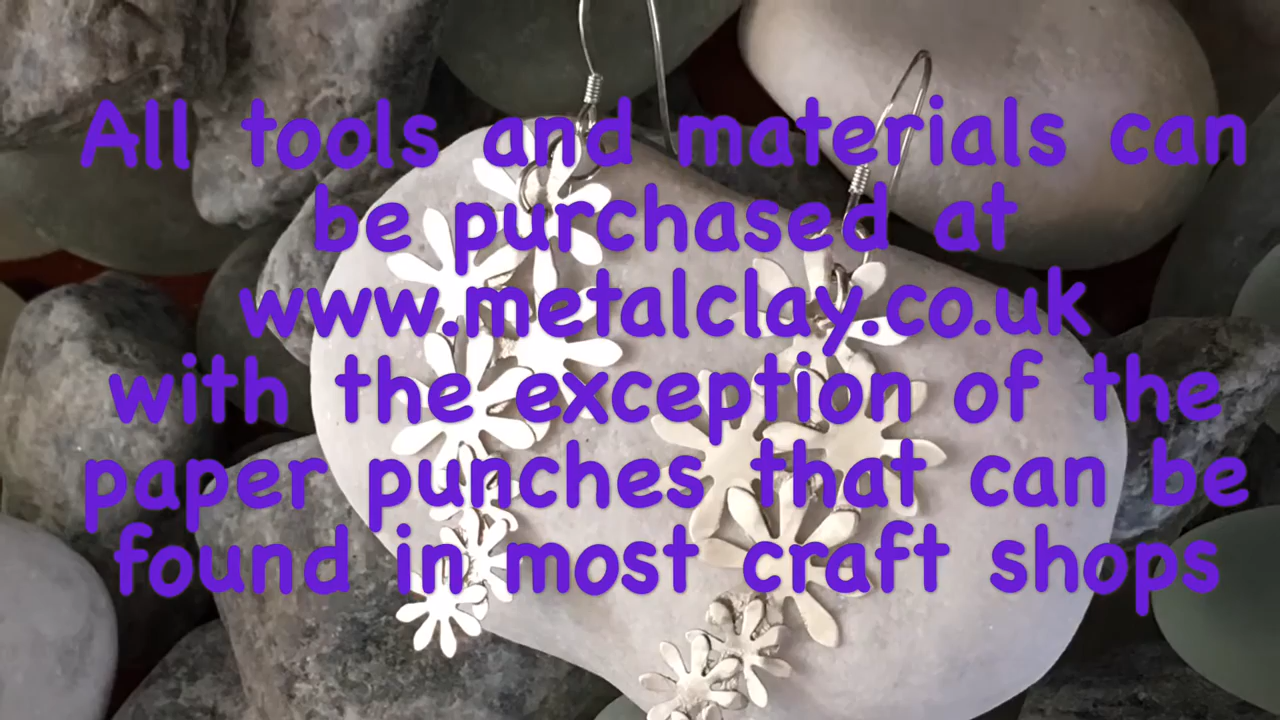 All tools and materials can
be purchased at
www.metalclay.co.uk
with the exception of the
paper punches that can be
found in most craft shops